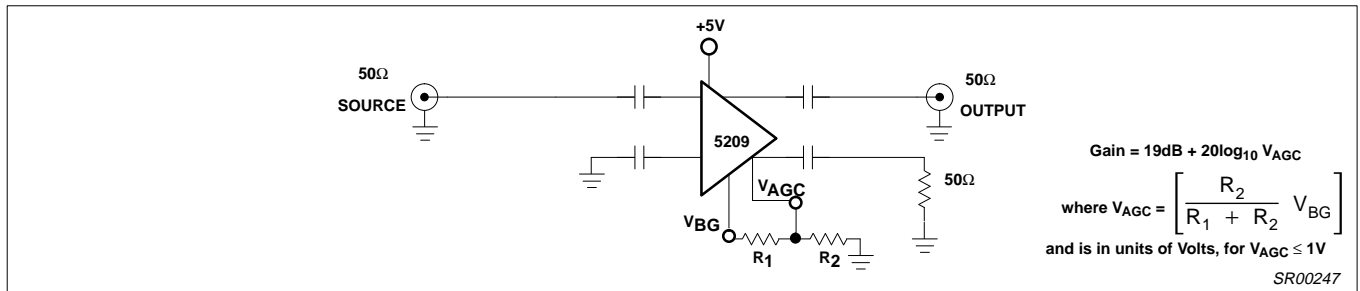 +5V
50Ω
SOURCE
50Ω
OUTPUT
5209
50Ω
VAGC
VBG
R1
R2
Gain = 19dB + 20log10 VAGC
where VAGC = [ R2 / R1 + R2 VBG ]
and is in units of Volts, for VAGC ≤ 1V
SR00247